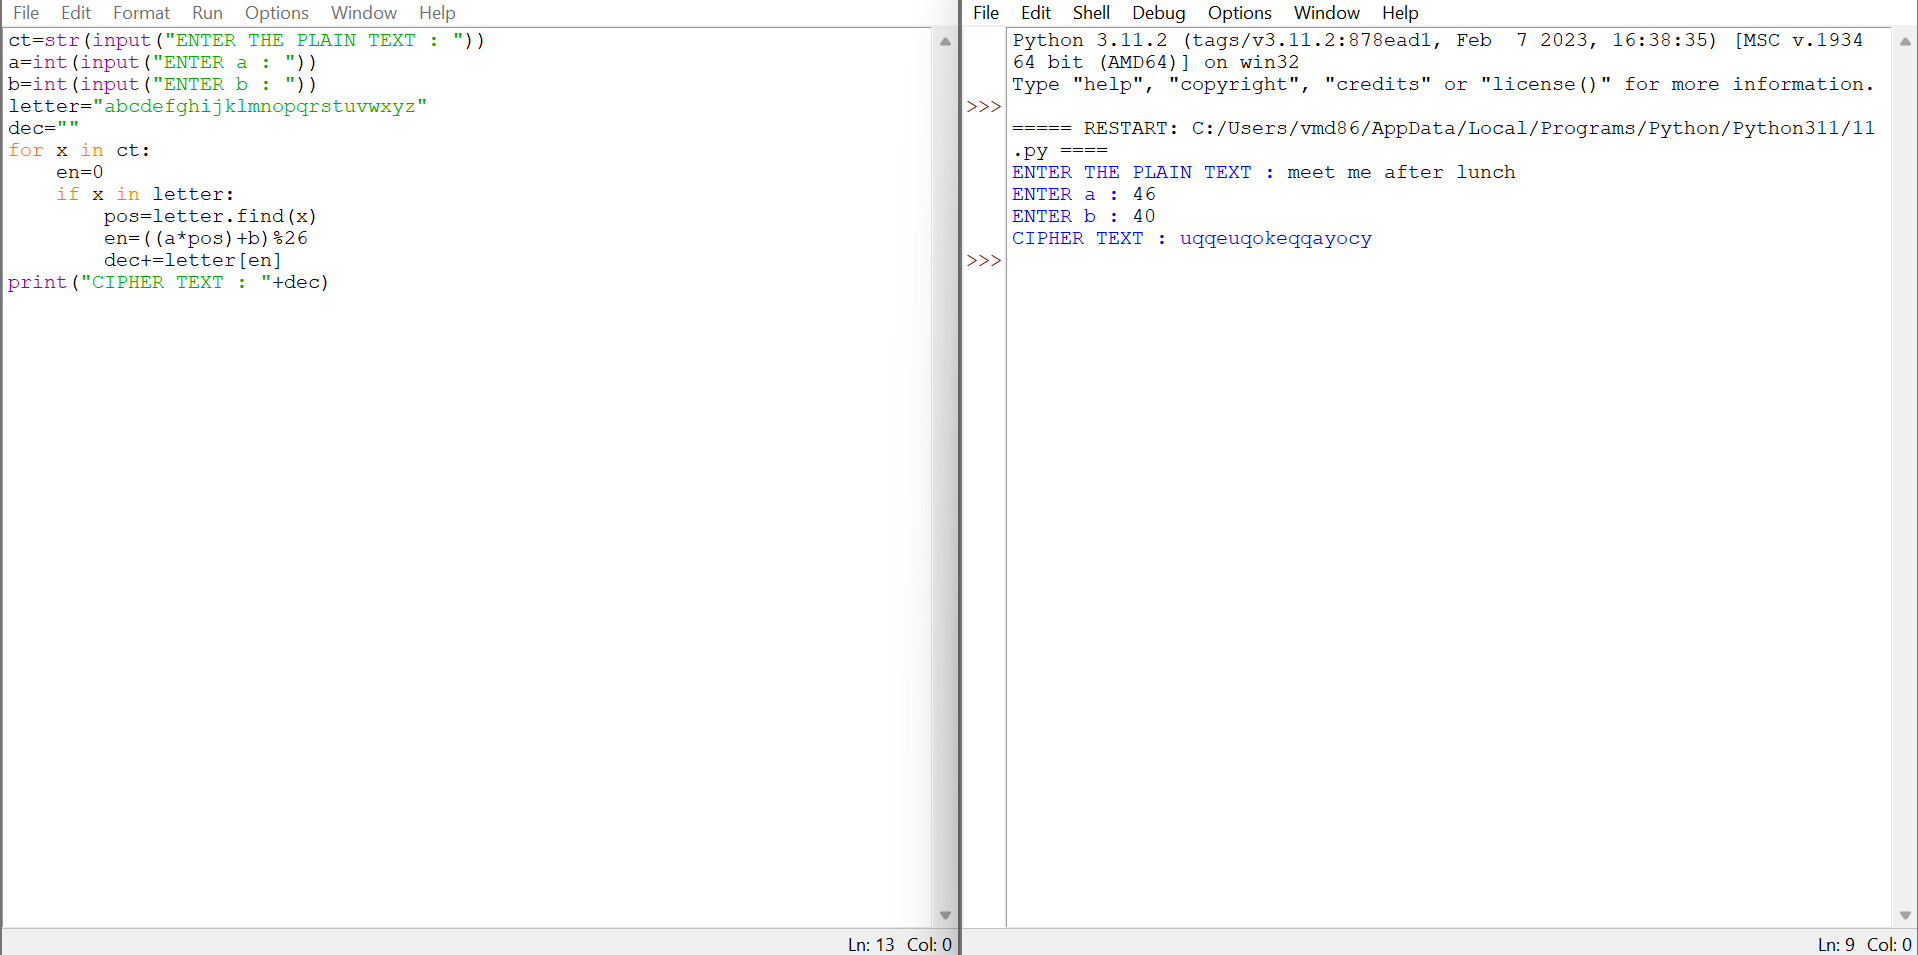 File Edit Format Run Options Window Help
ct=str(input("ENTER THE PLAIN TEXT : "))
a=int(input("ENTER a : "))
b=int(input("ENTER b : "))
letter="abcdefghijklmnopqrstuvwxyz"
dec=""
for x in ct:
    en=0
    if x in letter:
        pos=letter.find(x)
        en=((a*pos)+b)%26
        dec+=letter[en]
print("CIPHER TEXT : "+dec)
Ln: 13 Col: 0
File Edit Shell Debug Options Window Help
Python 3.11.2 (tags/v3.11.2:878ead1, Feb  7 2023, 16:38:35) [MSC v.1934
64 bit (AMD64)] on win32
Type "help", "copyright", "credits" or "license()" for more information.
>>>
===== RESTART: C:/Users/vmd86/AppData/Local/Programs/Python/Python311/11
.py ====
ENTER THE PLAIN TEXT : meet me after lunch
ENTER a : 46
ENTER b : 40
CIPHER TEXT : uqqeuqokeqqayocy
>>>
Ln: 9 Col: 0